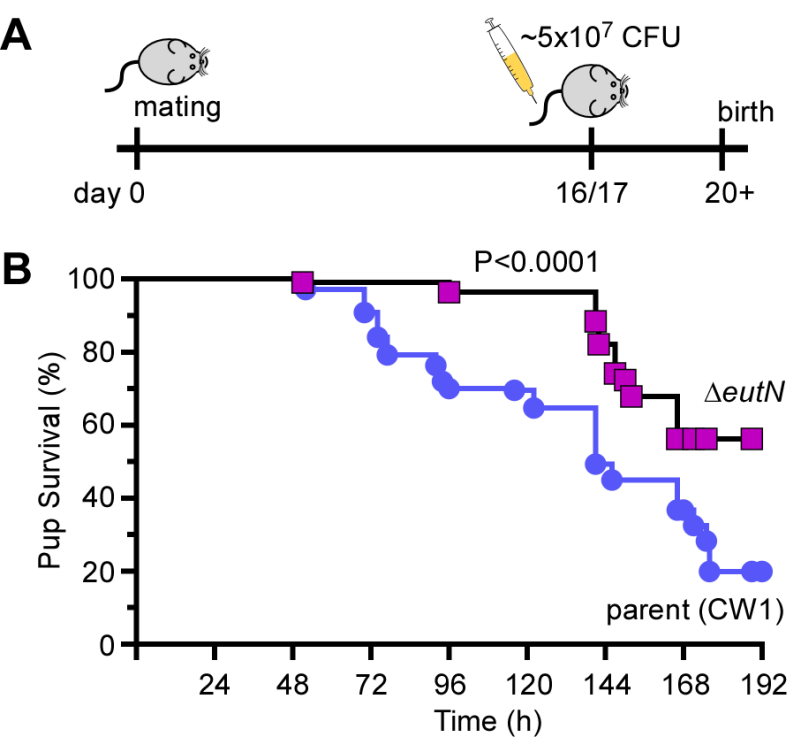 A
~5x10⁷ CFU
mating
birth
day 0
16/17
20+
B
P<0.0001
100
80
60
40
20
0
Pup Survival (%)
ΔeutN
parent (CW1)
24 48 72 96 120 144 168 192
Time (h)